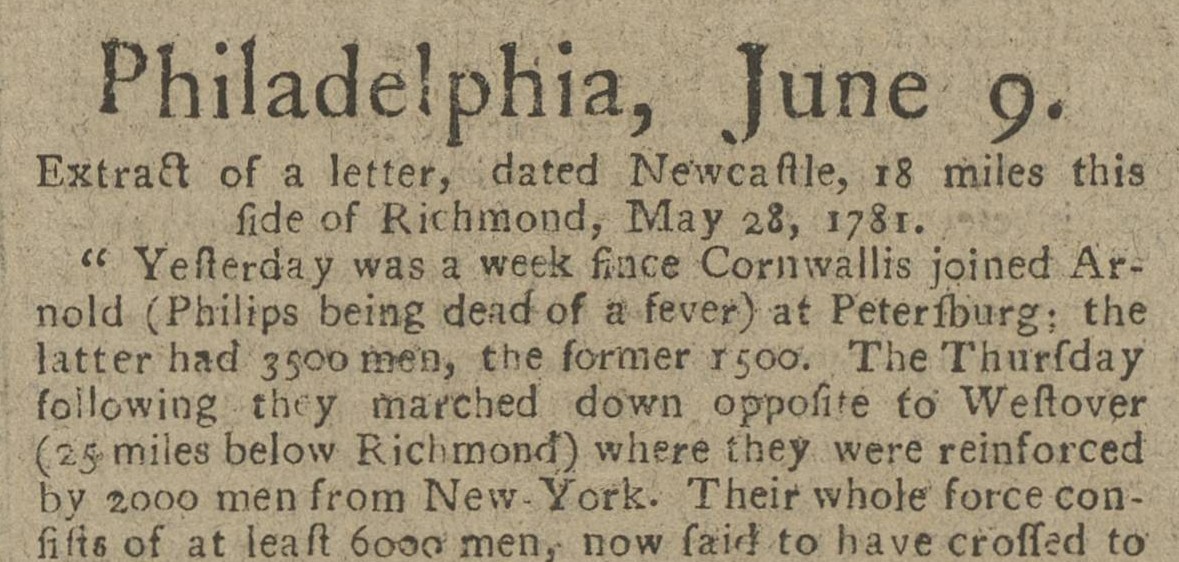 Philadelphia, June 9.
Extract of a letter, dated Newcaſtle, 18 miles this
ſide of Richmond, May 28, 1781.
“ Yeſterday was a week ſince Cornwallis joined Ar-
nold (Philips being dead of a fever) at Peterſburg; the
latter had 3500 men, the former 1500. The Thurſday
following they marched down oppoſite to Weſtover
(25 miles below Richmond) where they were reinforced
by 2000 men from New-York. Their whole force con-
ſiſts of at leaſt 6000 men, now ſaid to have croſſed to